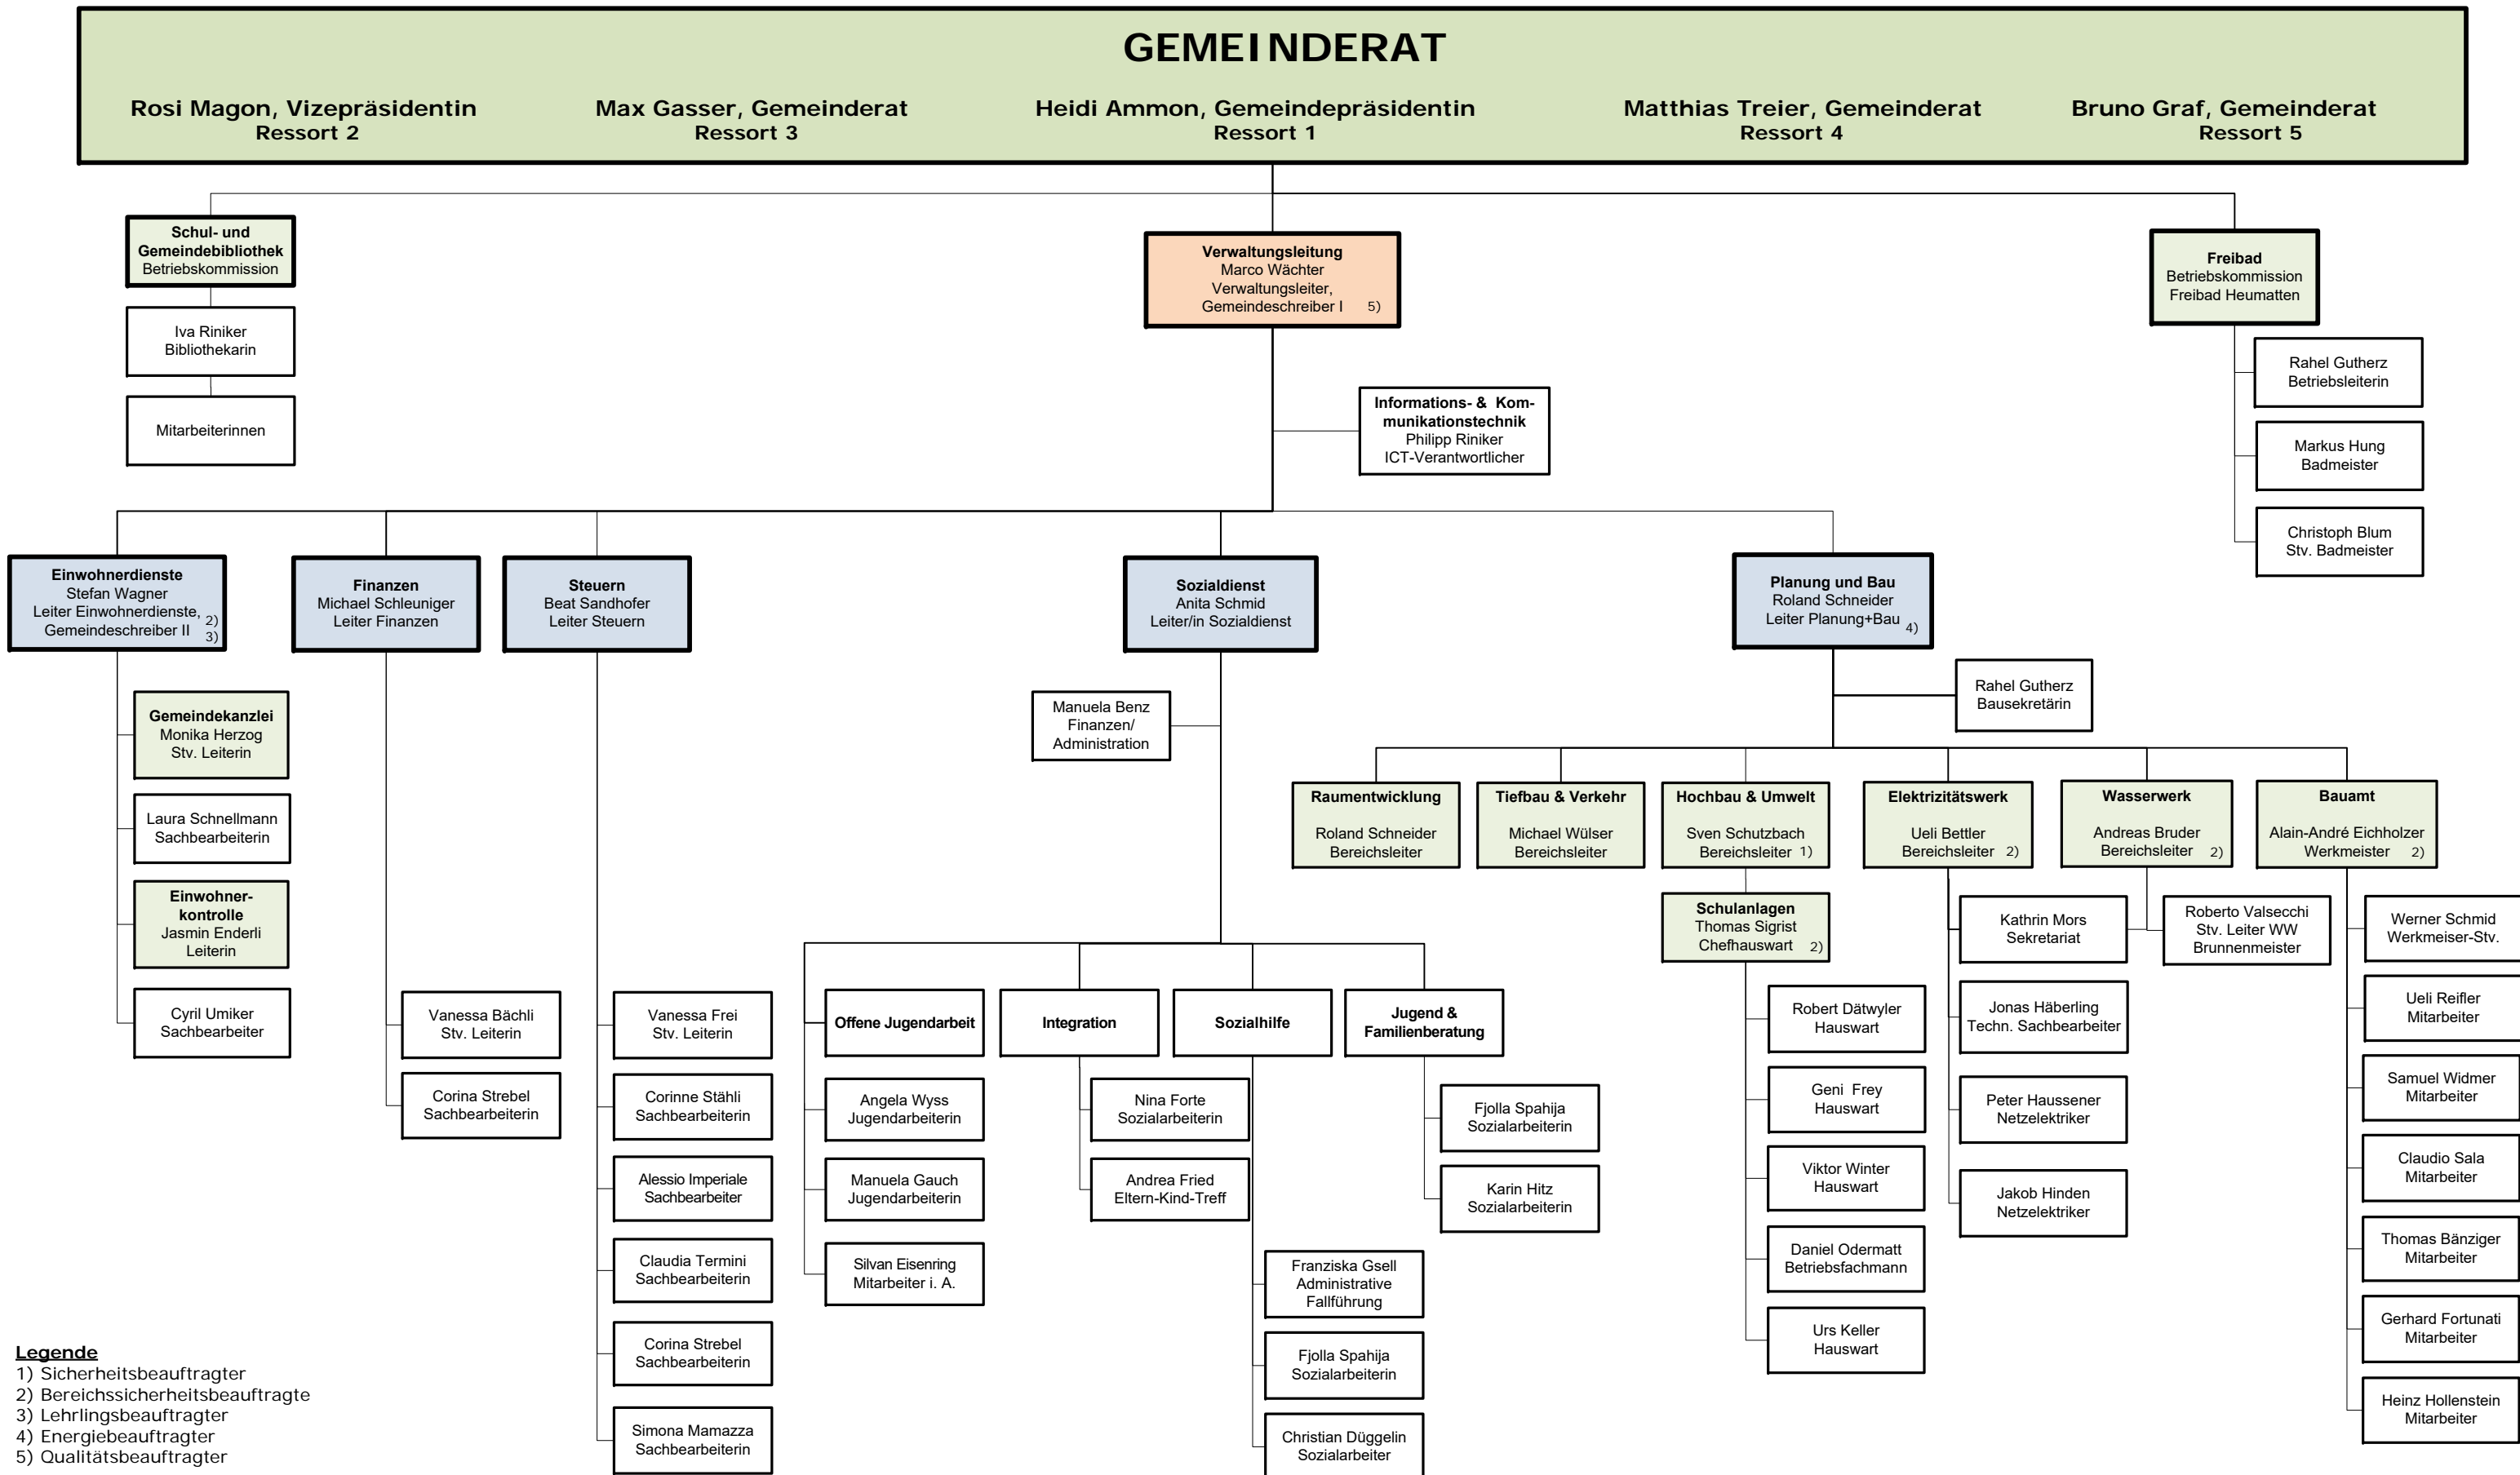 GEMEINDERAT
Rosi Magon, Vizepräsidentin
Ressort 2
Max Gasser, Gemeinderat
Ressort 3
Heidi Ammon, Gemeindepräsidentin
Ressort 1
Matthias Treier, Gemeinderat
Ressort 4
Bruno Graf, Gemeinderat
Ressort 5
Schul- und
Gemeindebibliothek
Betriebskommission
Iva Riniker
Bibliothekarin
Mitarbeiterinnen
Verwaltungsleitung
Marco Wächter
Verwaltungsleiter,
Gemeindeschreiber I 5)
Informations- & Kom-
munikationstechnik
Philipp Riniker
ICT-Verantwortlicher
Freibad
Betriebskommission
Freibad Heumatten
Rahel Gutherz
Betriebsleiterin
Markus Hung
Badmeister
Christoph Blum
Stv. Badmeister
Einwohnerdienste
Stefan Wagner
Leiter Einwohnerdienste, 2)
Gemeindeschreiber II 3)
Gemeindekanzlei
Monika Herzog
Stv. Leiterin
Laura Schnellmann
Sachbearbeiterin
Einwohner-
kontrolle
Jasmin Enderli
Leiterin
Cyril Umiker
Sachbearbeiter
Finanzen
Michael Schleuniger
Leiter Finanzen
Vanessa Bächli
Stv. Leiterin
Corina Strebel
Sachbearbeiterin
Steuern
Beat Sandhofer
Leiter Steuern
Vanessa Frei
Stv. Leiterin
Corinne Stähli
Sachbearbeiterin
Alessio Imperiale
Sachbearbeiter
Claudia Termini
Sachbearbeiterin
Corina Strebel
Sachbearbeiterin
Simona Mamazza
Sachbearbeiterin
Sozialdienst
Anita Schmid
Leiter/in Sozialdienst
Manuela Benz
Finanzen/
Administration
Offene Jugendarbeit
Angela Wyss
Jugendarbeiterin
Manuela Gauch
Jugendarbeiterin
Silvan Eisenring
Mitarbeiter i. A.
Integration
Nina Forte
Sozialarbeiterin
Andrea Fried
Eltern-Kind-Treff
Sozialhilfe
Franziska Gsell
Administrative
Fallführung
Fjolla Spahija
Sozialarbeiterin
Christian Düggelin
Sozialarbeiter
Jugend &
Familienberatung
Fjolla Spahija
Sozialarbeiterin
Karin Hitz
Sozialarbeiterin
Planung und Bau
Roland Schneider
Leiter Planung+Bau 4)
Rahel Gutherz
Bausekretärin
Raumentwicklung
Roland Schneider
Bereichsleiter
Tiefbau & Verkehr
Michael Wülser
Bereichsleiter
Hochbau & Umwelt
Sven Schutzbach
Bereichsleiter 1)
Schulanlagen
Thomas Sigrist
Chefhauswart 2)
Robert Dätwyler
Hauswart
Geni Frey
Hauswart
Viktor Winter
Hauswart
Daniel Odermatt
Betriebsfachmann
Urs Keller
Hauswart
Elektrizitätswerk
Ueli Bettler
Bereichsleiter 2)
Kathrin Mors
Sekretariat
Jonas Häberling
Techn. Sachbearbeiter
Peter Haussener
Netzelektriker
Jakob Hinden
Netzelektriker
Wasserwerk
Andreas Bruder
Bereichsleiter 2)
Roberto Valsecchi
Stv. Leiter WW
Brunnenmeister
Bauamt
Alain-André Eichholzer
Werkmeister 2)
Werner Schmid
Werkmeiser-Stv.
Ueli Reifler
Mitarbeiter
Samuel Widmer
Mitarbeiter
Claudio Sala
Mitarbeiter
Thomas Bänziger
Mitarbeiter
Gerhard Fortunati
Mitarbeiter
Heinz Hollenstein
Mitarbeiter
Legende
1) Sicherheitsbeauftragter
2) Bereichssicherheitsbeauftragte
3) Lehrlingsbeauftragter
4) Energiebeauftragter
5) Qualitätsbeauftragter